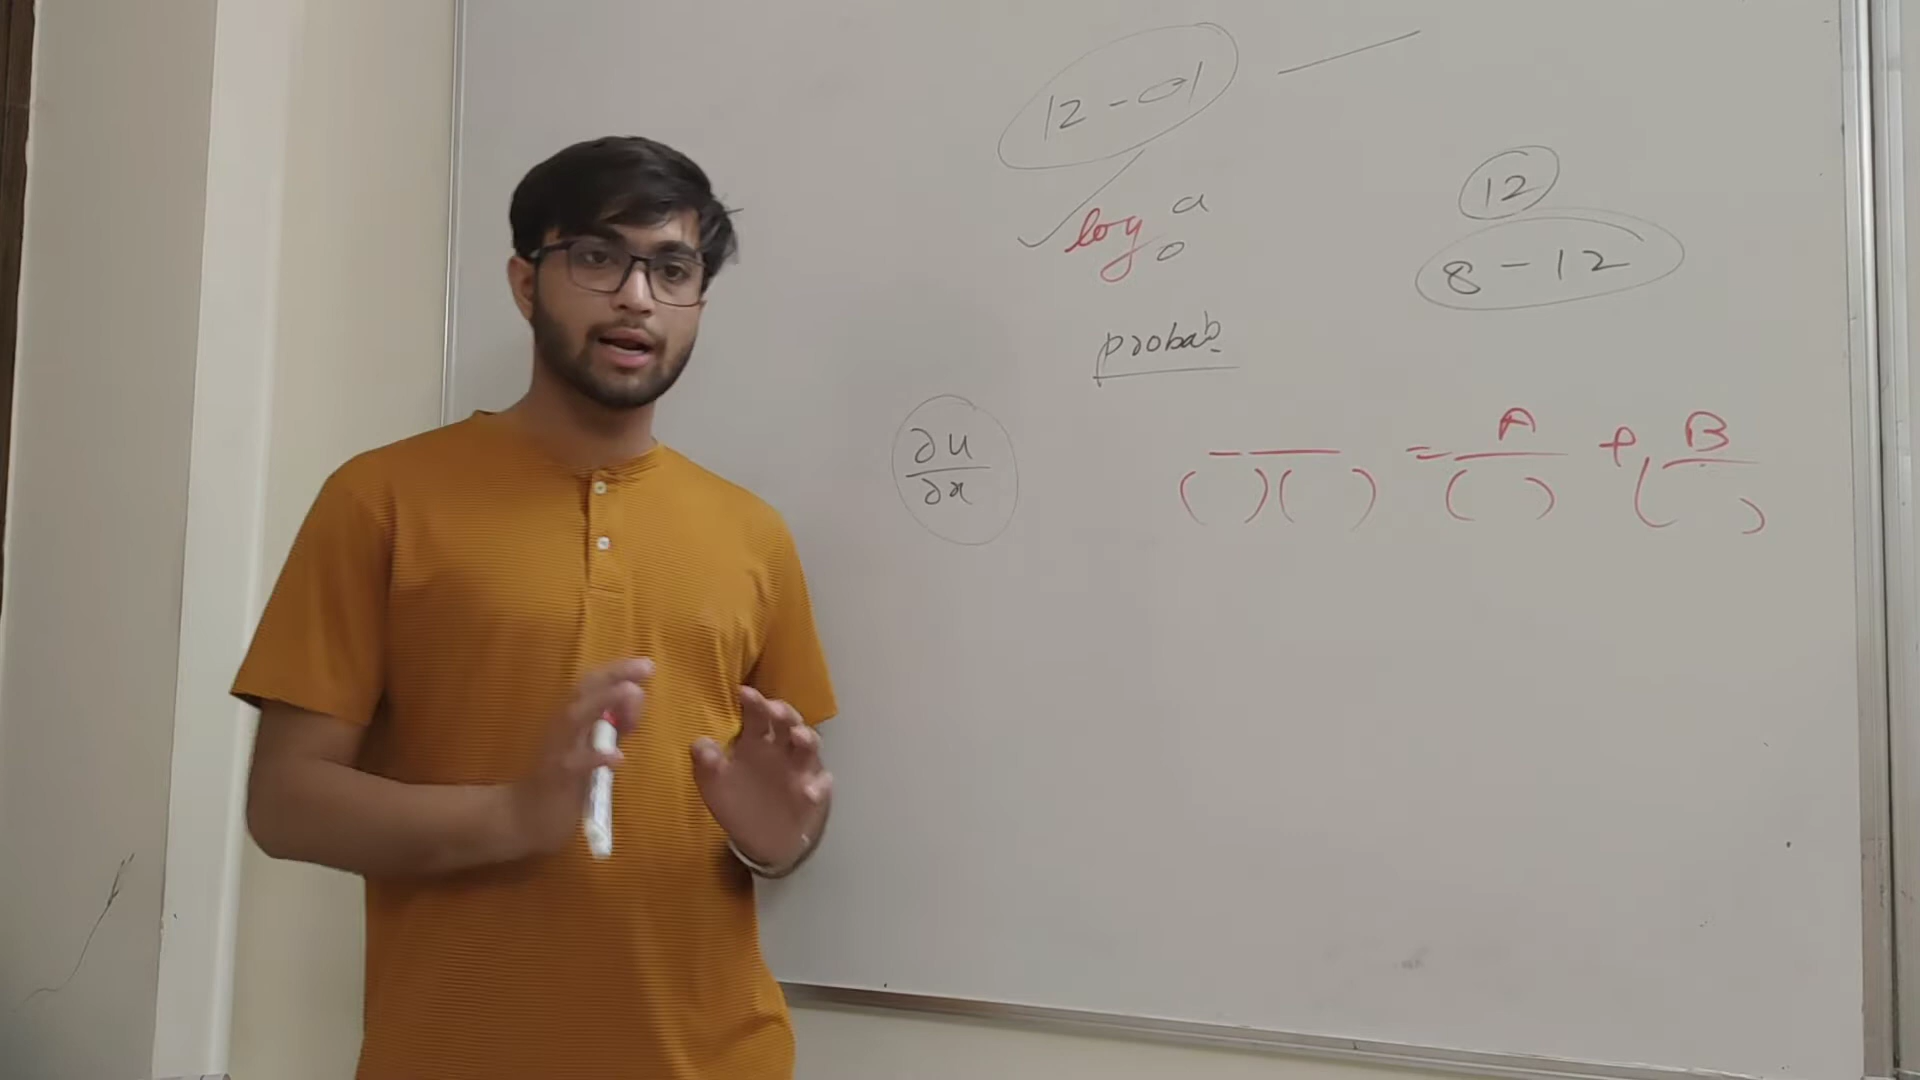 12 - 01
12
log a o
8 - 12
probab
∂u/∂x
—/( )( ) = A/( ) + B/( )